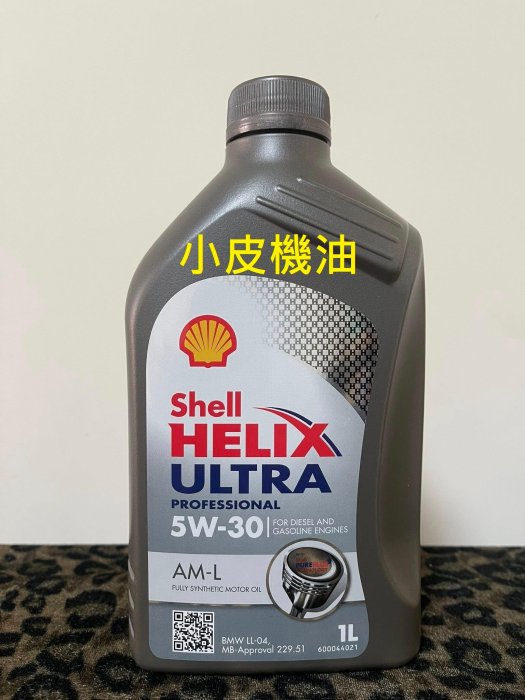 小皮機油
Shell
HELIX
ULTRA
PROFESSIONAL
5W-30 FOR DIESEL AND
GASOLINE ENGINES
AM-L
FULLY SYNTHETIC MOTOR OIL
BMW LL-04,
MB-Approval 229.51
1L
600044021